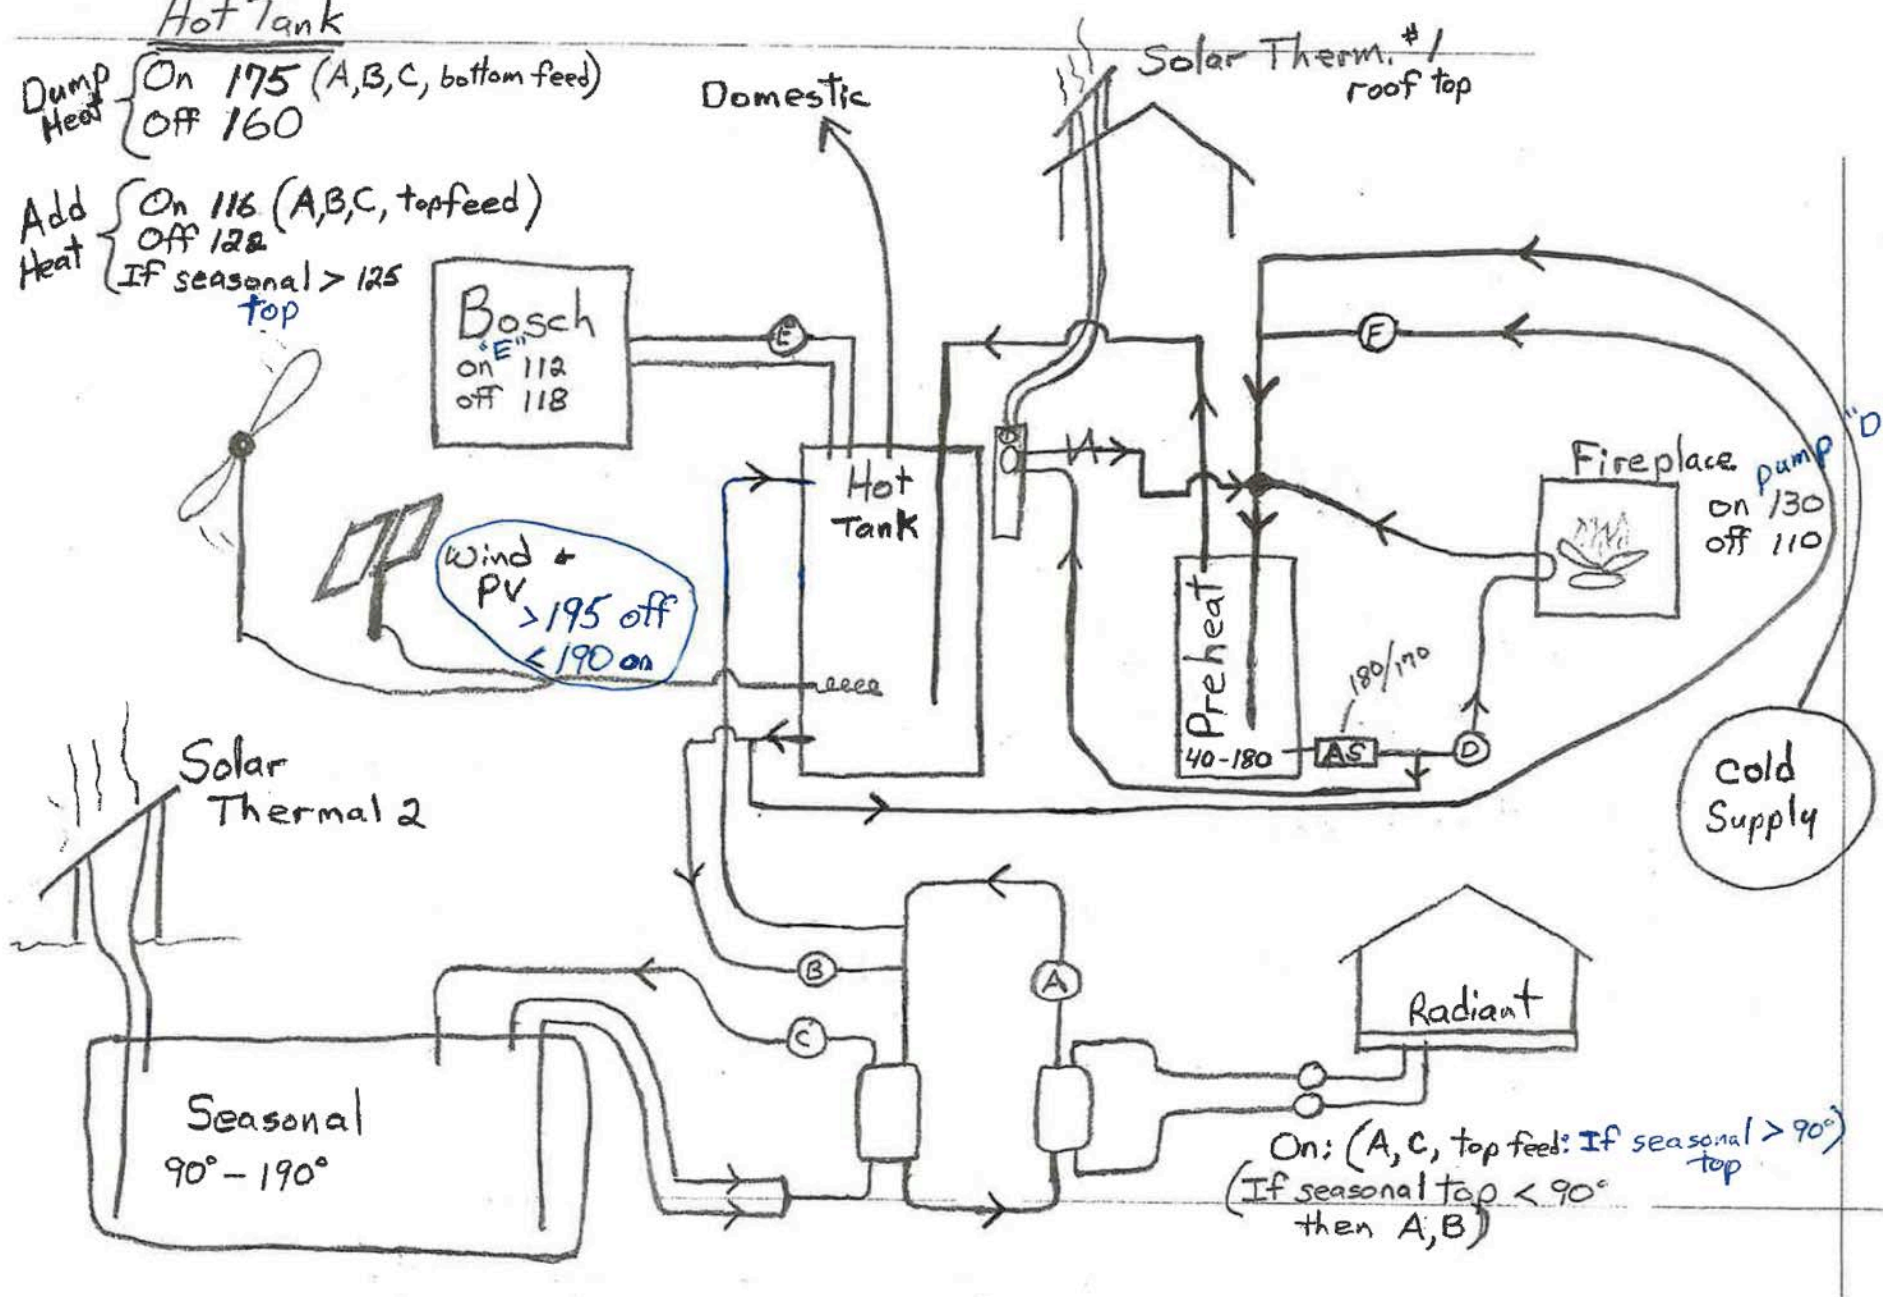 Hot Tank
Dump Heat
On 175 (A,B,C, bottom feed)
Off 160
Add Heat
On 116 (A,B,C, topfeed)
Off 122
If seasonal > 125
top
Domestic
Solar Therm. #1
roof top
Bosch
"E"
on 112
off 118
E
F
Hot
Tank
Wind +
PV
>195 off
<190 on
Fireplace
pump "D
on 130
off 110
Preheat
40-180
180/170
AS
D
Cold
Supply
Solar
Thermal 2
B
A
C
Seasonal
90° - 190°
Radiant
On: (A,C, top feed: If seasonal > 90°)
top
(If seasonal top < 90°
then A,B)